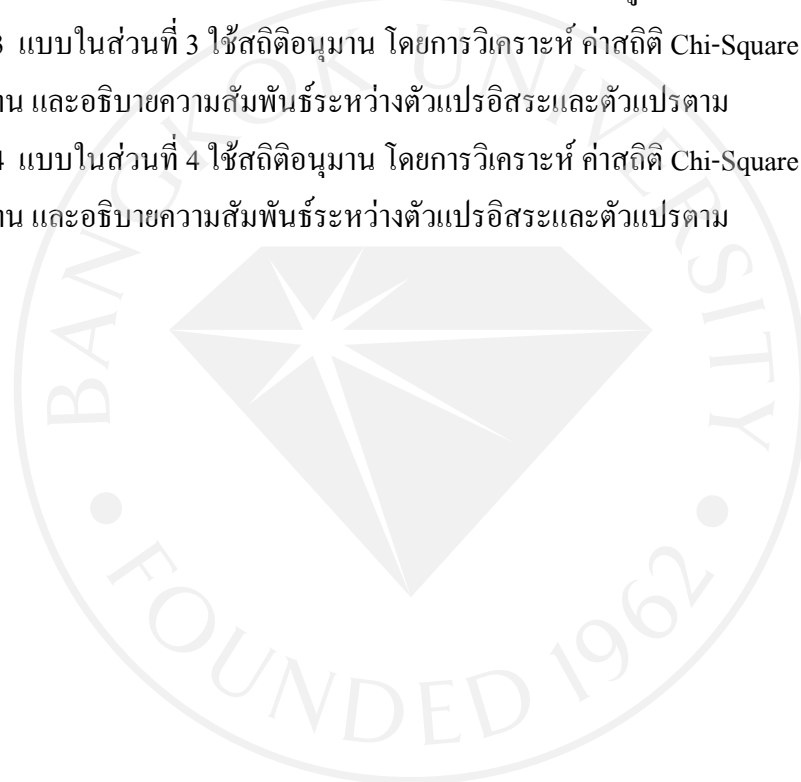 3 แบบในส่วนที่ 3 ใช้สถิติอนุมาน โดยการวิเคราะห์ ค่าสถิติ Chi-Square
และอธิบายความสัมพันธ์ระหว่างตัวแปรอิสระและตัวแปรตาม
4 แบบในส่วนที่ 4 ใช้สถิติอนุมาน โดยการวิเคราะห์ ค่าสถิติ Chi-Square
และอธิบายความสัมพันธ์ระหว่างตัวแปรอิสระและตัวแปรตาม
BANGKOK UNIVERSITY
FOUNDED 1962